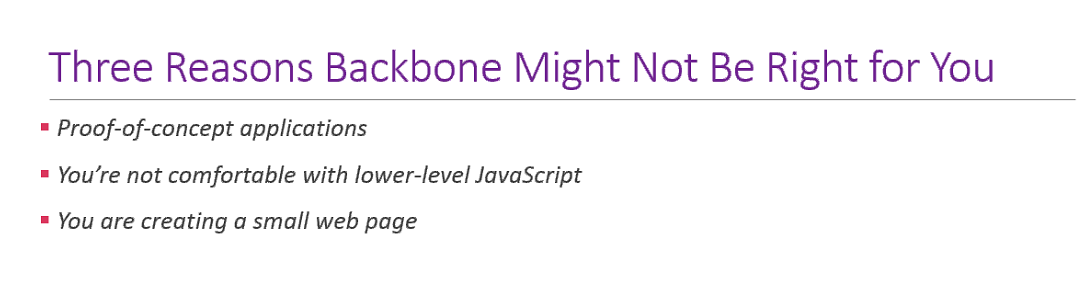 Three Reasons Backbone Might Not Be Right for You
Proof-of-concept applications
You’re not comfortable with lower-level JavaScript
You are creating a small web page